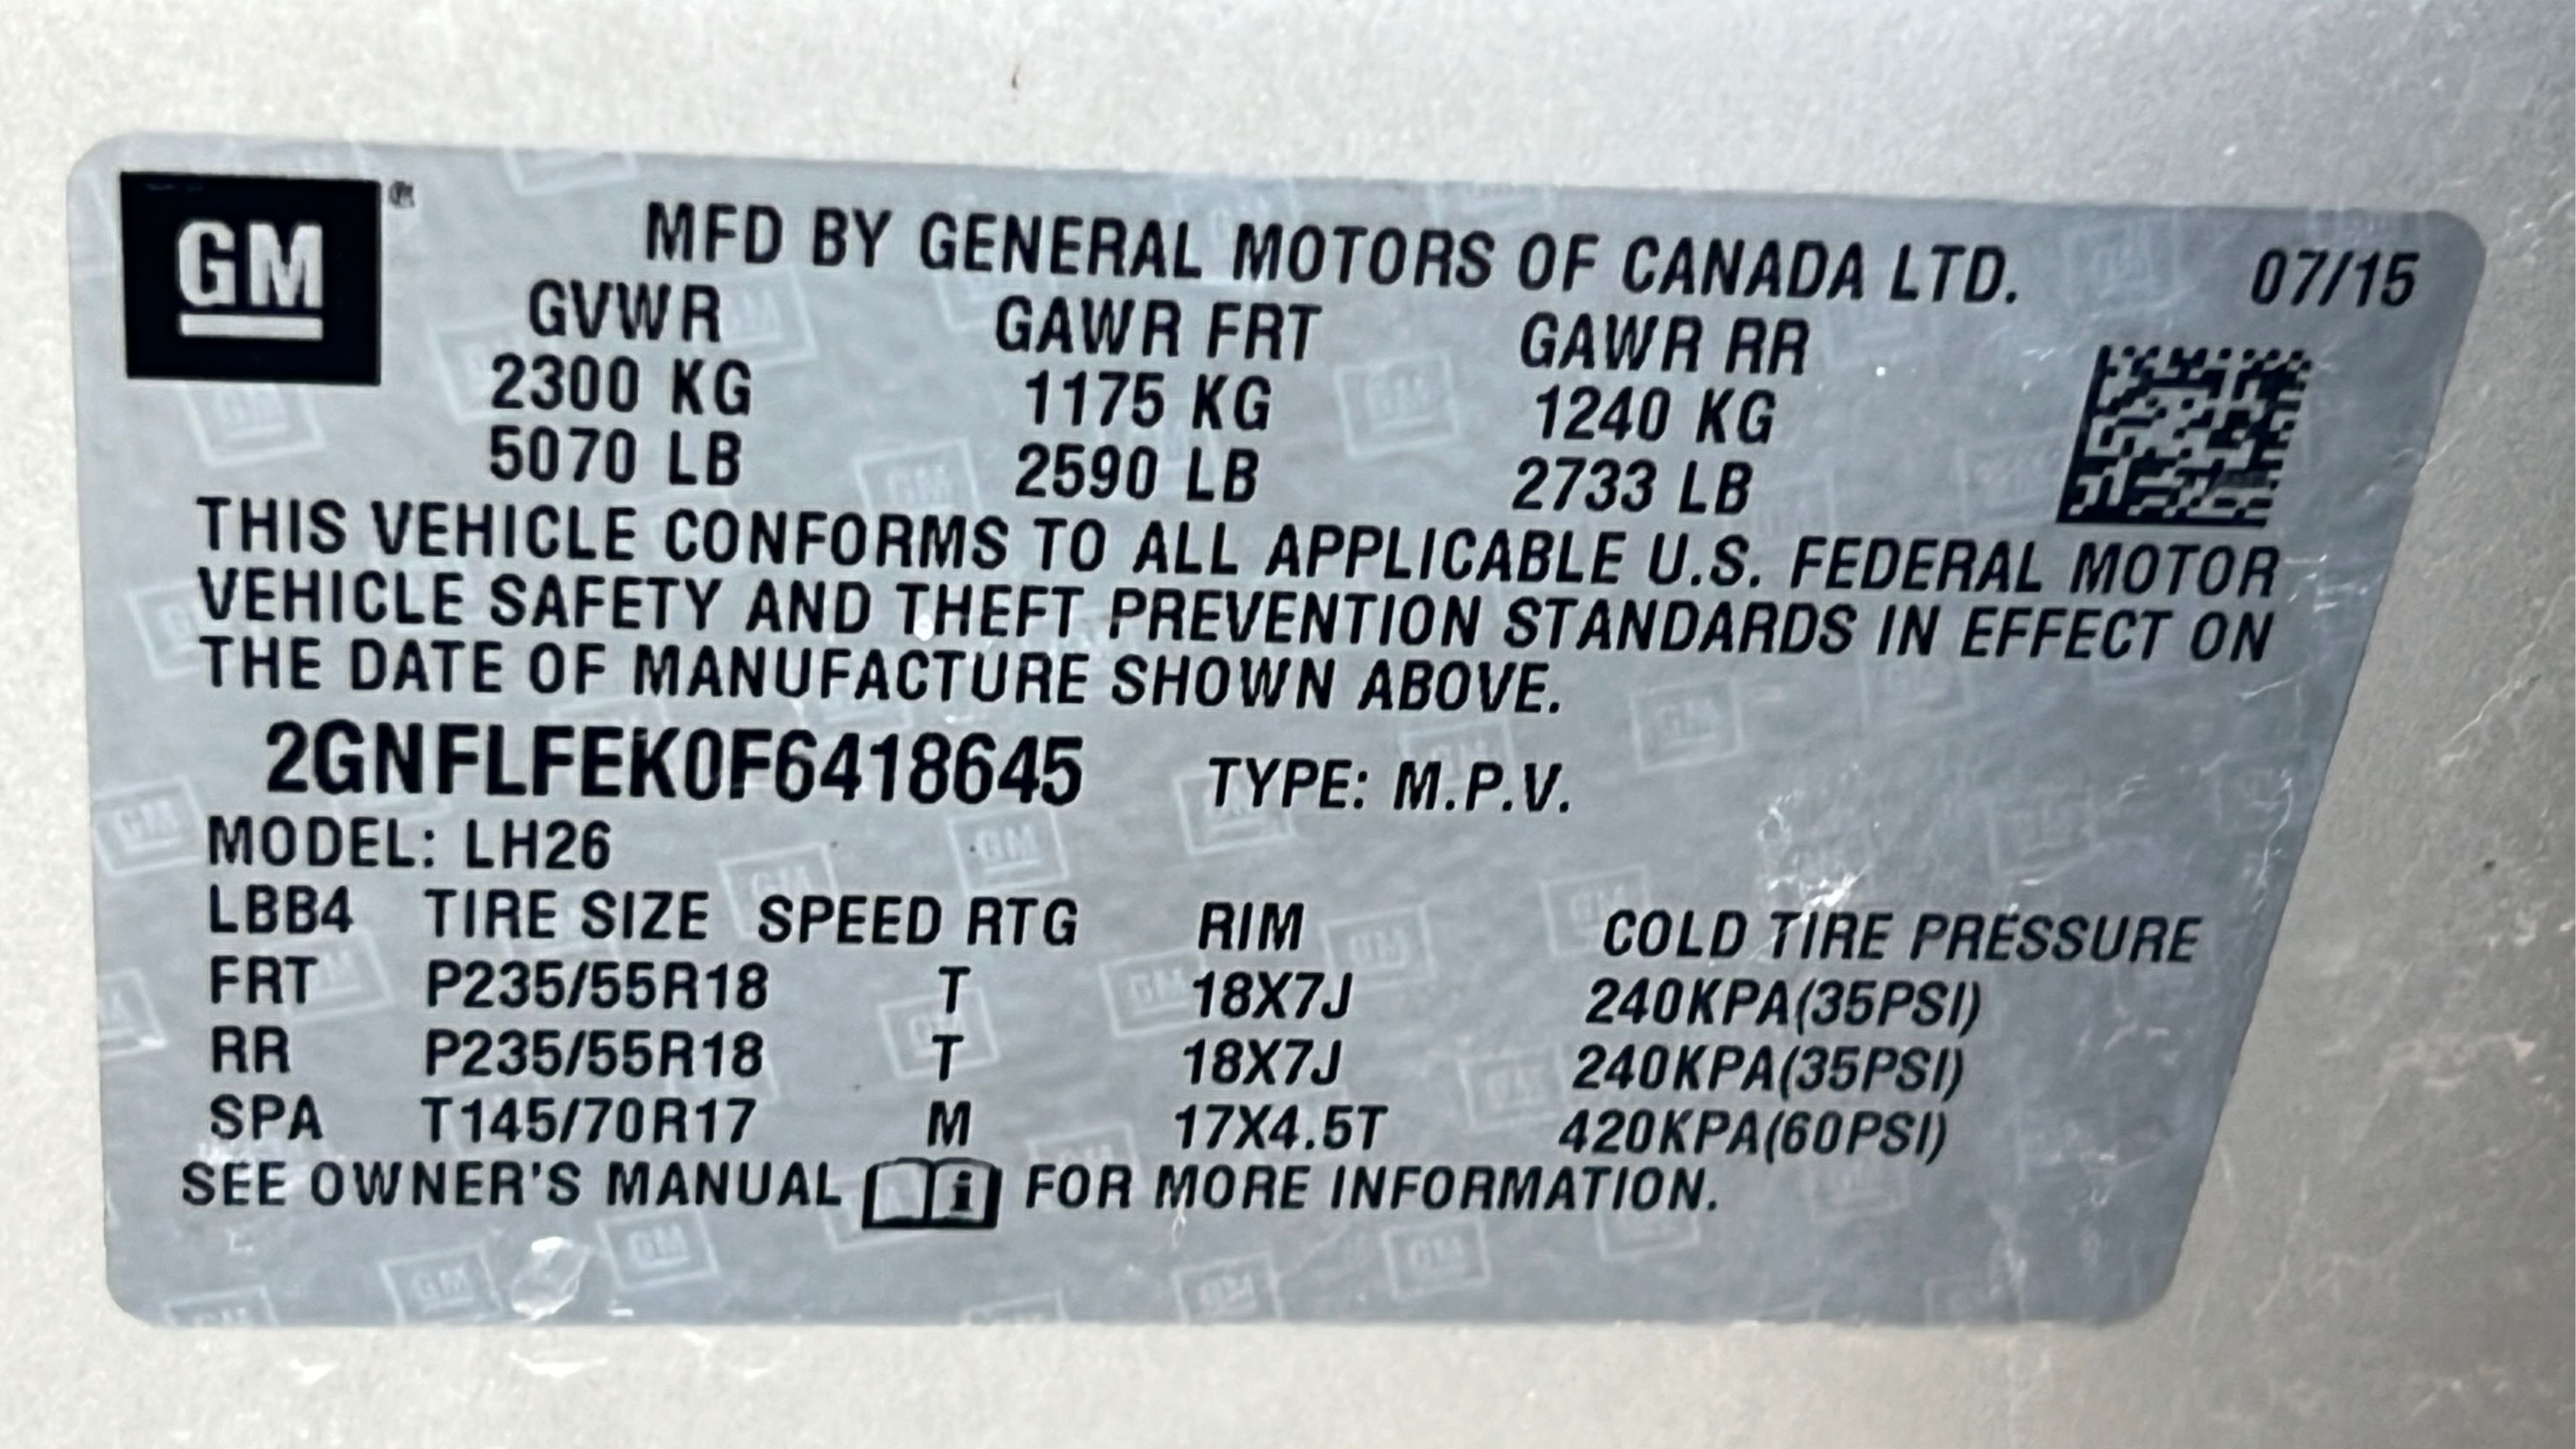 GM
MFD BY GENERAL MOTORS OF CANADA LTD. 07/15
GVWR GAWR FRT GAWR RR
2300 KG 1175 KG 1240 KG
5070 LB 2590 LB 2733 LB
THIS VEHICLE CONFORMS TO ALL APPLICABLE U.S. FEDERAL MOTOR
VEHICLE SAFETY AND THEFT PREVENTION STANDARDS IN EFFECT ON
THE DATE OF MANUFACTURE SHOWN ABOVE.
2GNFLFEK0F6418645 TYPE: M.P.V.
MODEL: LH26
LBB4 TIRE SIZE SPEED RTG RIM COLD TIRE PRESSURE
FRT P235/55R18 T 18X7J 240KPA(35PSI)
RR P235/55R18 T 18X7J 240KPA(35PSI)
SPA T145/70R17 M 17X4.5T 420KPA(60PSI)
SEE OWNER'S MANUAL i FOR MORE INFORMATION.